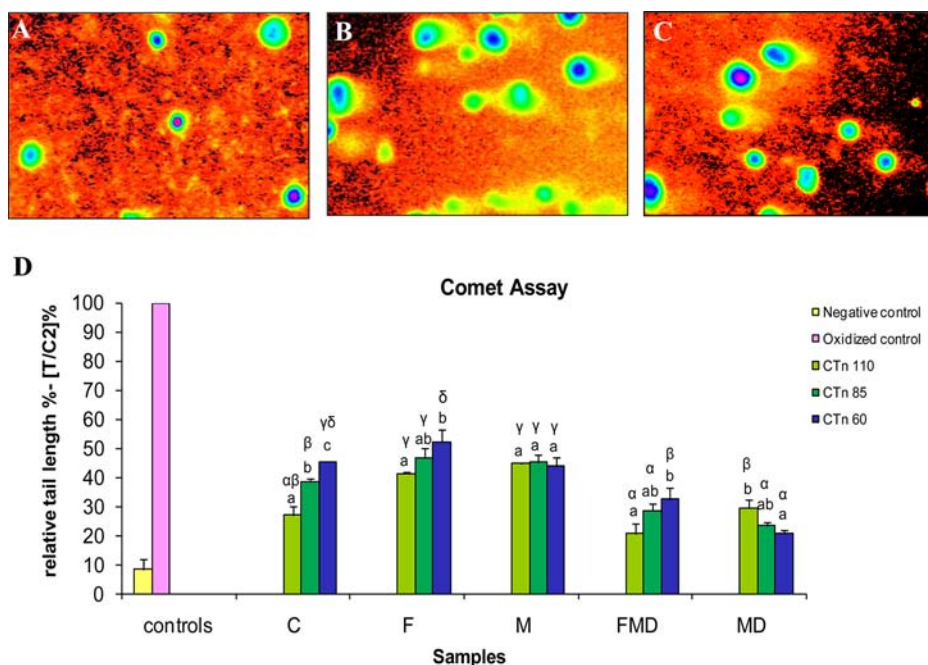 A
B
C
D
Comet Assay
relative tail length %- [T/C2]%
100
90
80
70
60
50
40
30
20
10
0
αβ
a
β
b
γδ
c
γ
a
γ
ab
δ
b
γ
a
γ
a
γ
a
α
a
α
ab
β
b
β
b
α
ab
α
a
Negative control
Oxidized control
CTn 110
CTn 85
CTn 60
controls C F M FMD MD
Samples